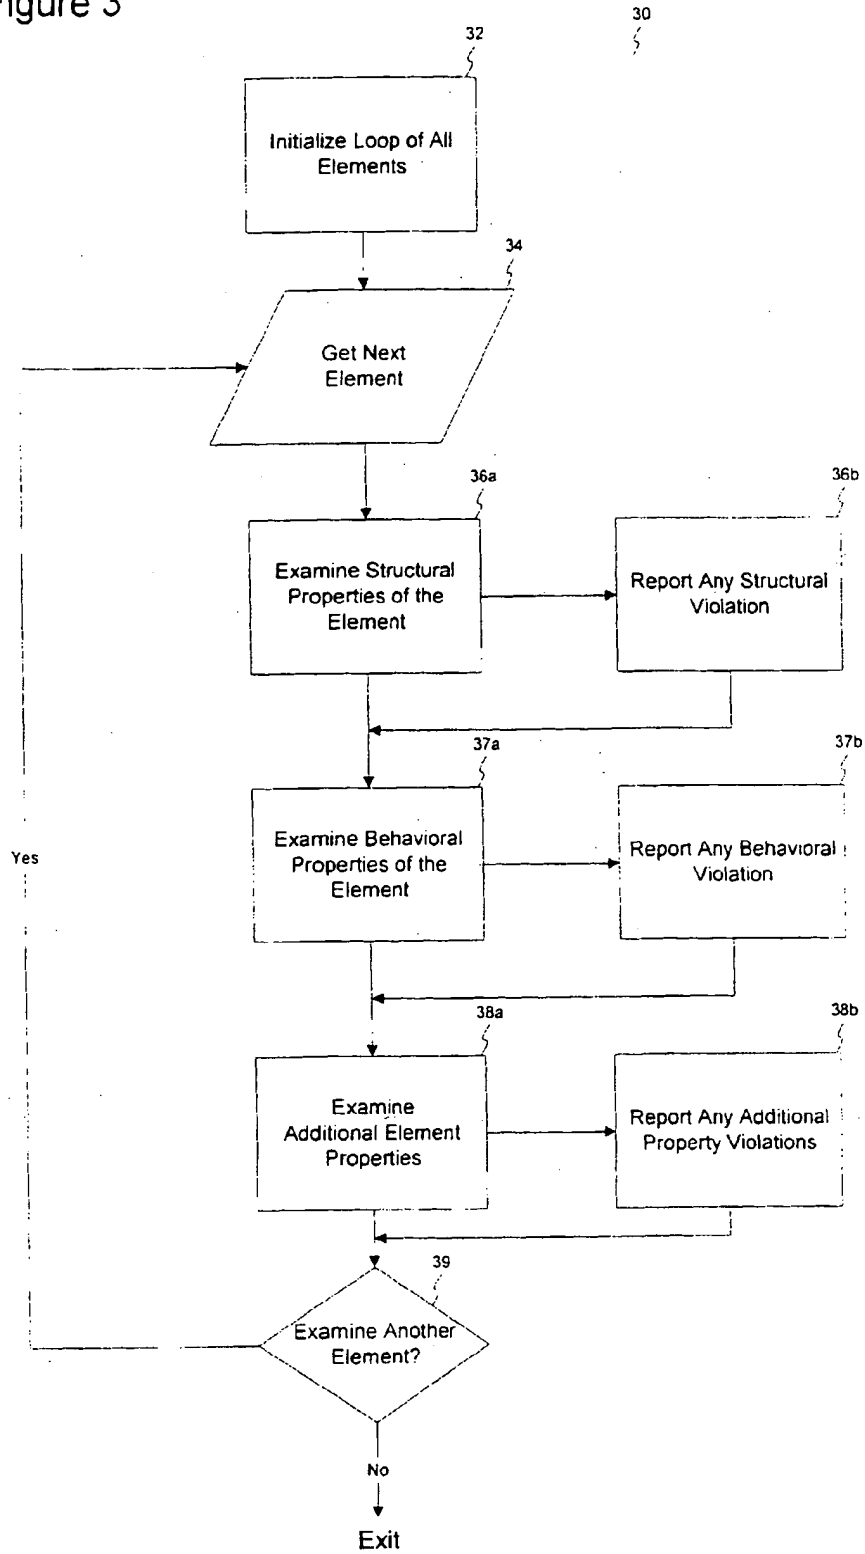 Figure 3
30
32
Initialize Loop of All
Elements
34
Get Next
Element
36a
Examine Structural
Properties of the
Element
36b
Report Any Structural
Violation
37a
Examine Behavioral
Properties of the
Element
37b
Report Any Behavioral
Violation
Yes
38a
Examine
Additional Element
Properties
38b
Report Any Additional
Property Violations
39
Examine Another
Element?
No
Exit